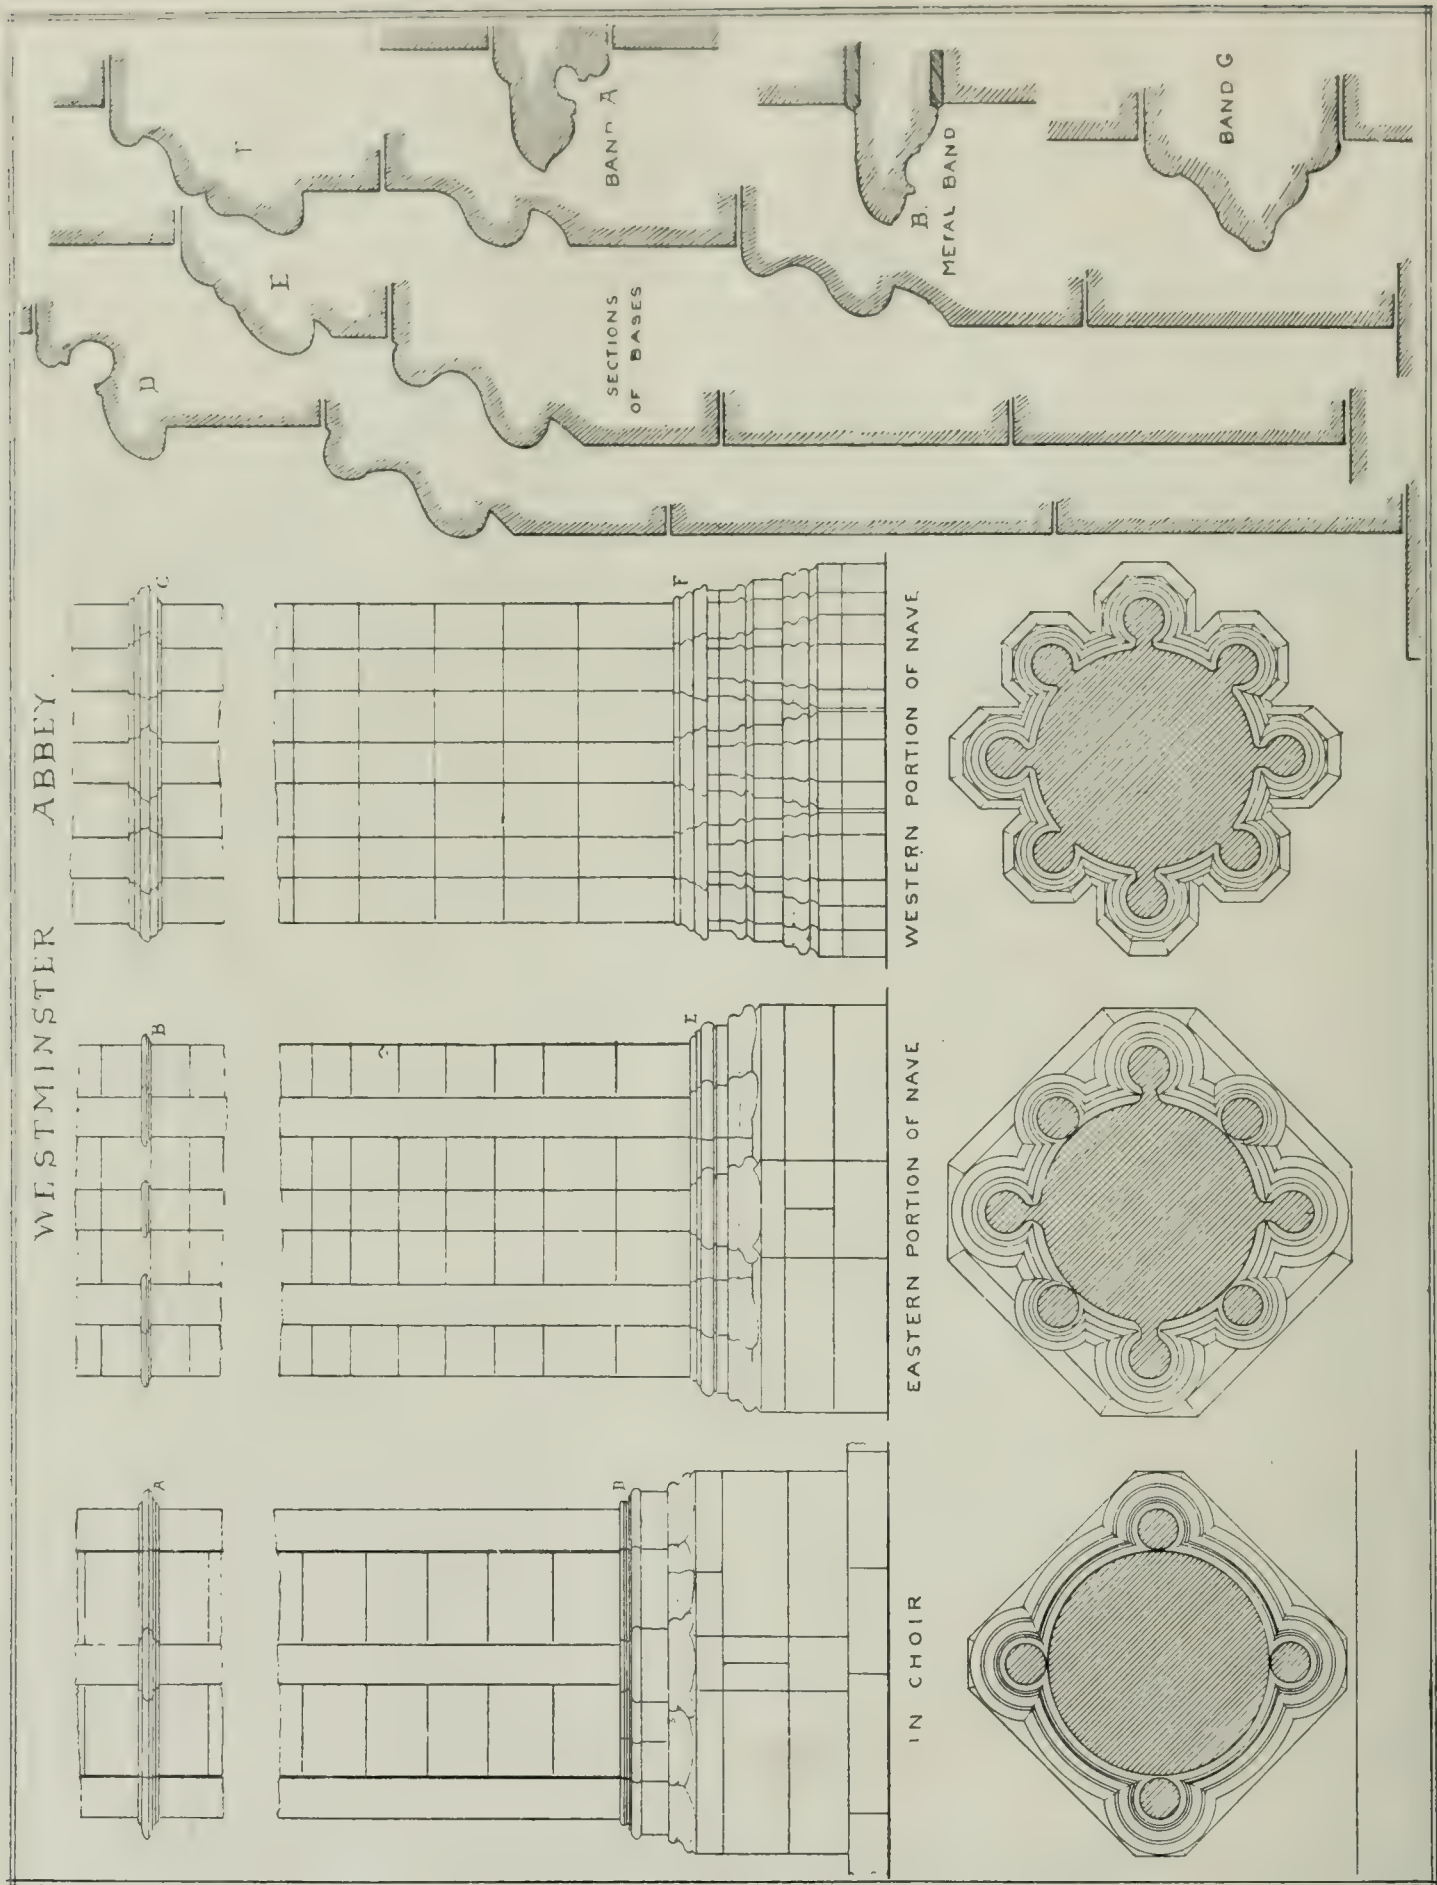 WESTMINSTER ABBEY.
A
B
C
D
E
F
IN CHOIR
EASTERN PORTION OF NAVE
WESTERN PORTION OF NAVE
D
E
F
SECTIONS
OF BASES
BAND A
B.
METAL BAND
BAND G